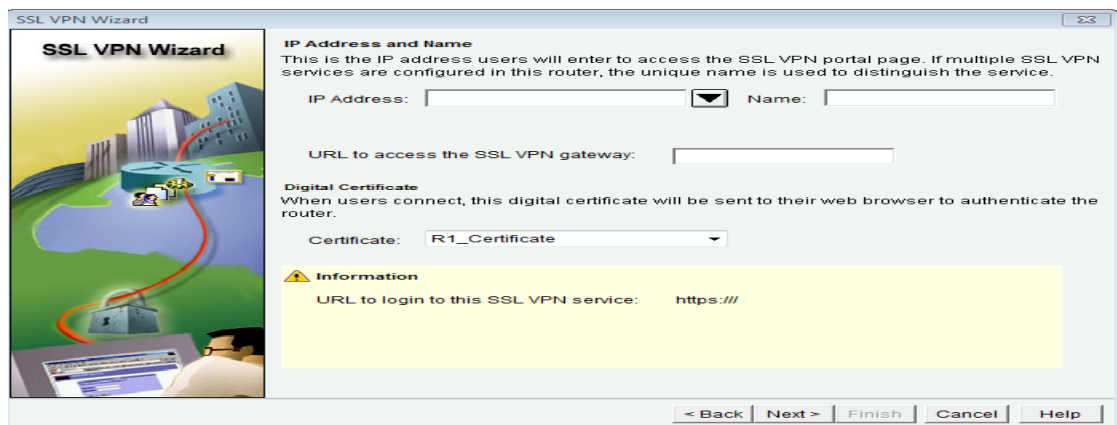 SSL VPN Wizard
SSL VPN Wizard
IP Address and Name
This is the IP address users will enter to access the SSL VPN portal page. If multiple SSL VPN
services are configured in this router, the unique name is used to distinguish the service.
IP Address: Name:
URL to access the SSL VPN gateway:
Digital Certificate
When users connect, this digital certificate will be sent to their web browser to authenticate the
router.
Certificate: R1_Certificate
Information
URL to login to this SSL VPN service: https:///
< Back Next > Finish Cancel Help